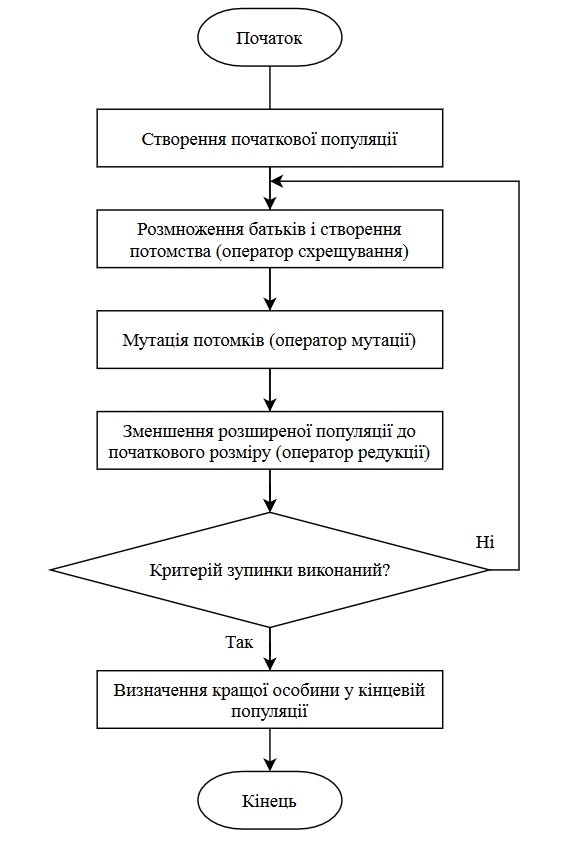 Початок
Створення початкової популяції
Розмноження батьків і створення
потомства (оператор схрещування)
Мутація потомків (оператор мутації)
Зменшення розширеної популяції до
початкового розміру (оператор редукції)
Критерій зупинки виконаний?
Ні
Так
Визначення кращої особини у кінцевій
популяції
Кінець